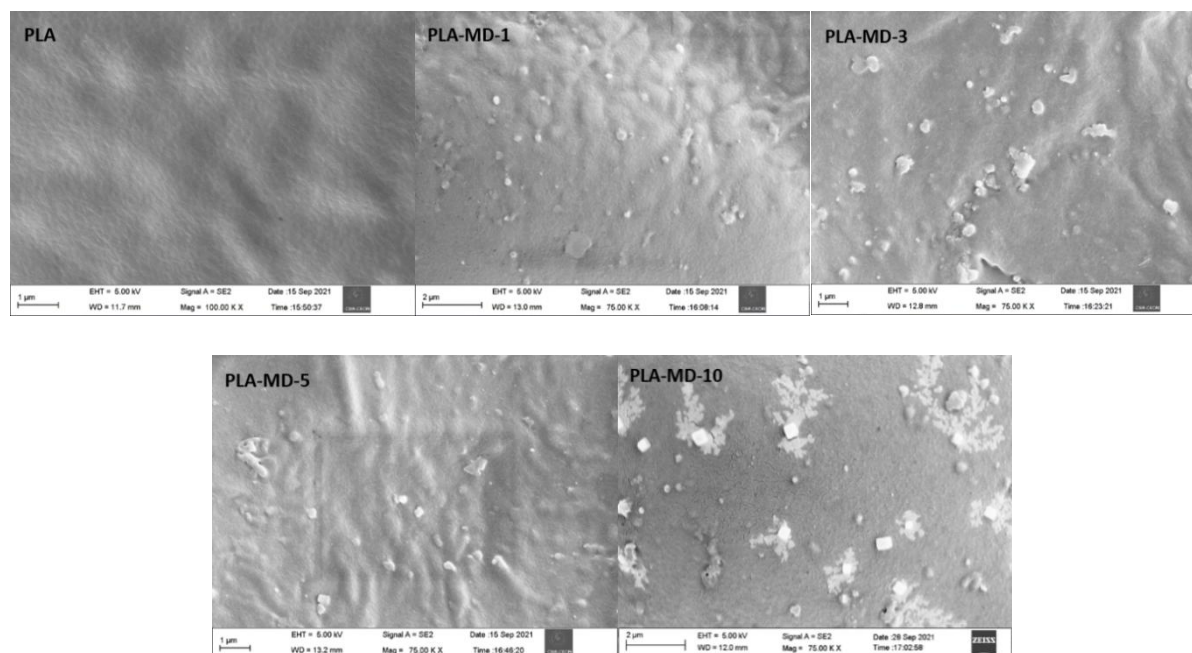 PLA
PLA-MD-1
PLA-MD-3
1 µm
EHT = 5.00 kV
Signal A = SE2
Date :15 Sep 2021
WD = 11.7 mm
Mag = 100.00 K X
Time :15:50:37
2 µm
EHT = 5.00 kV
Signal A = SE2
Date :15 Sep 2021
WD = 13.0 mm
Mag = 75.00 K X
Time :16:08:14
1 µm
EHT = 5.00 kV
Signal A = SE2
Date :15 Sep 2021
WD = 12.8 mm
Mag = 75.00 K X
Time :16:23:21
PLA-MD-5
PLA-MD-10
1 µm
EHT = 5.00 kV
Signal A = SE2
Date :15 Sep 2021
WD = 13.2 mm
Mag = 75.00 K X
Time :16:46:20
2 µm
EHT = 5.00 kV
Signal A = SE2
Date :28 Sep 2021
WD = 12.0 mm
Mag = 75.00 K X
Time :17:02:58
ZEISS